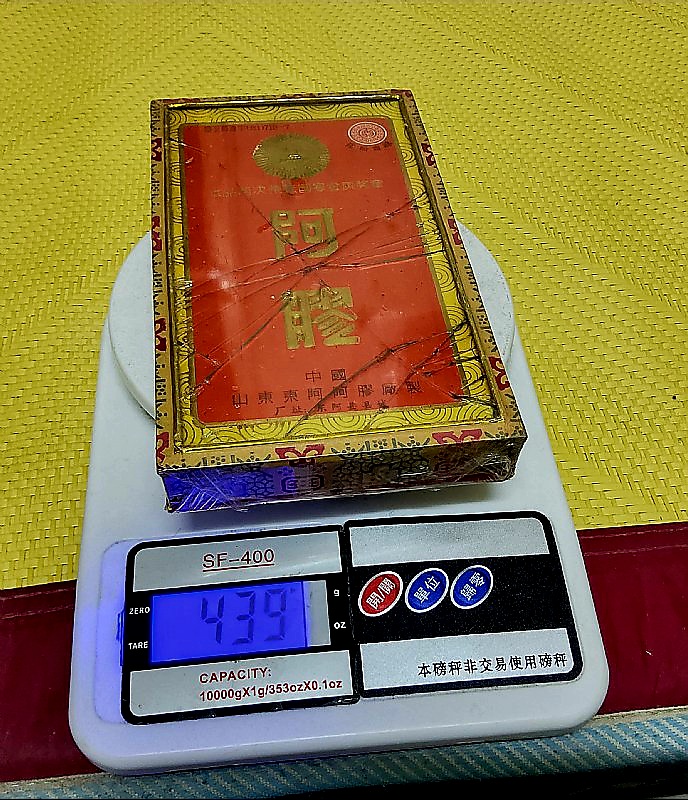 阿
膠
中國
山東東阿阿膠廠製
SF-400
ZERO
TARE
439
g
OZ
開/關
單位
歸零
CAPACITY:
10000gX1g/353ozX0.1oz
本磅秤非交易使用磅秤